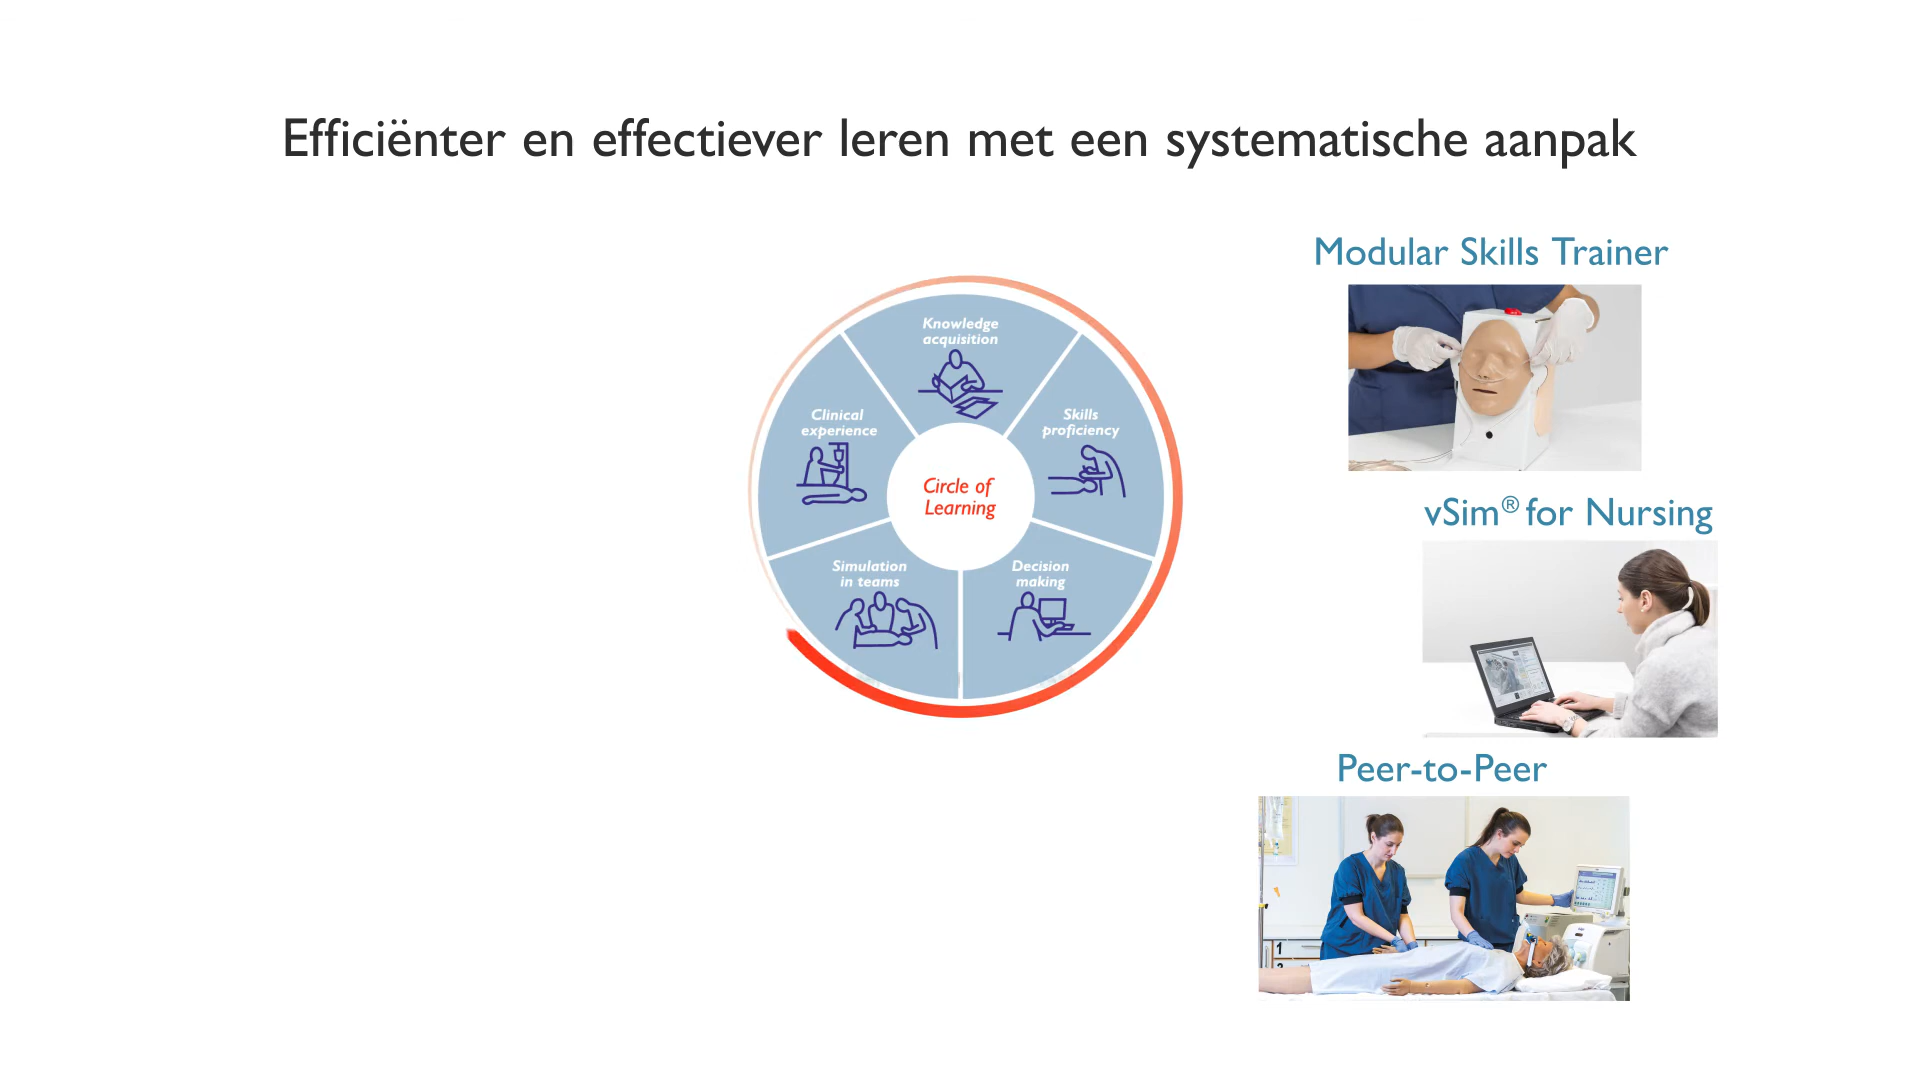 Efficiënter en effectiever leren met een systematische aanpak
Modular Skills Trainer
Knowledge
acquisition
Clinical
experience
Skills
proficiency
Circle of
Learning
Simulation
in teams
Decision
making
vSim® for Nursing
Peer-to-Peer
1